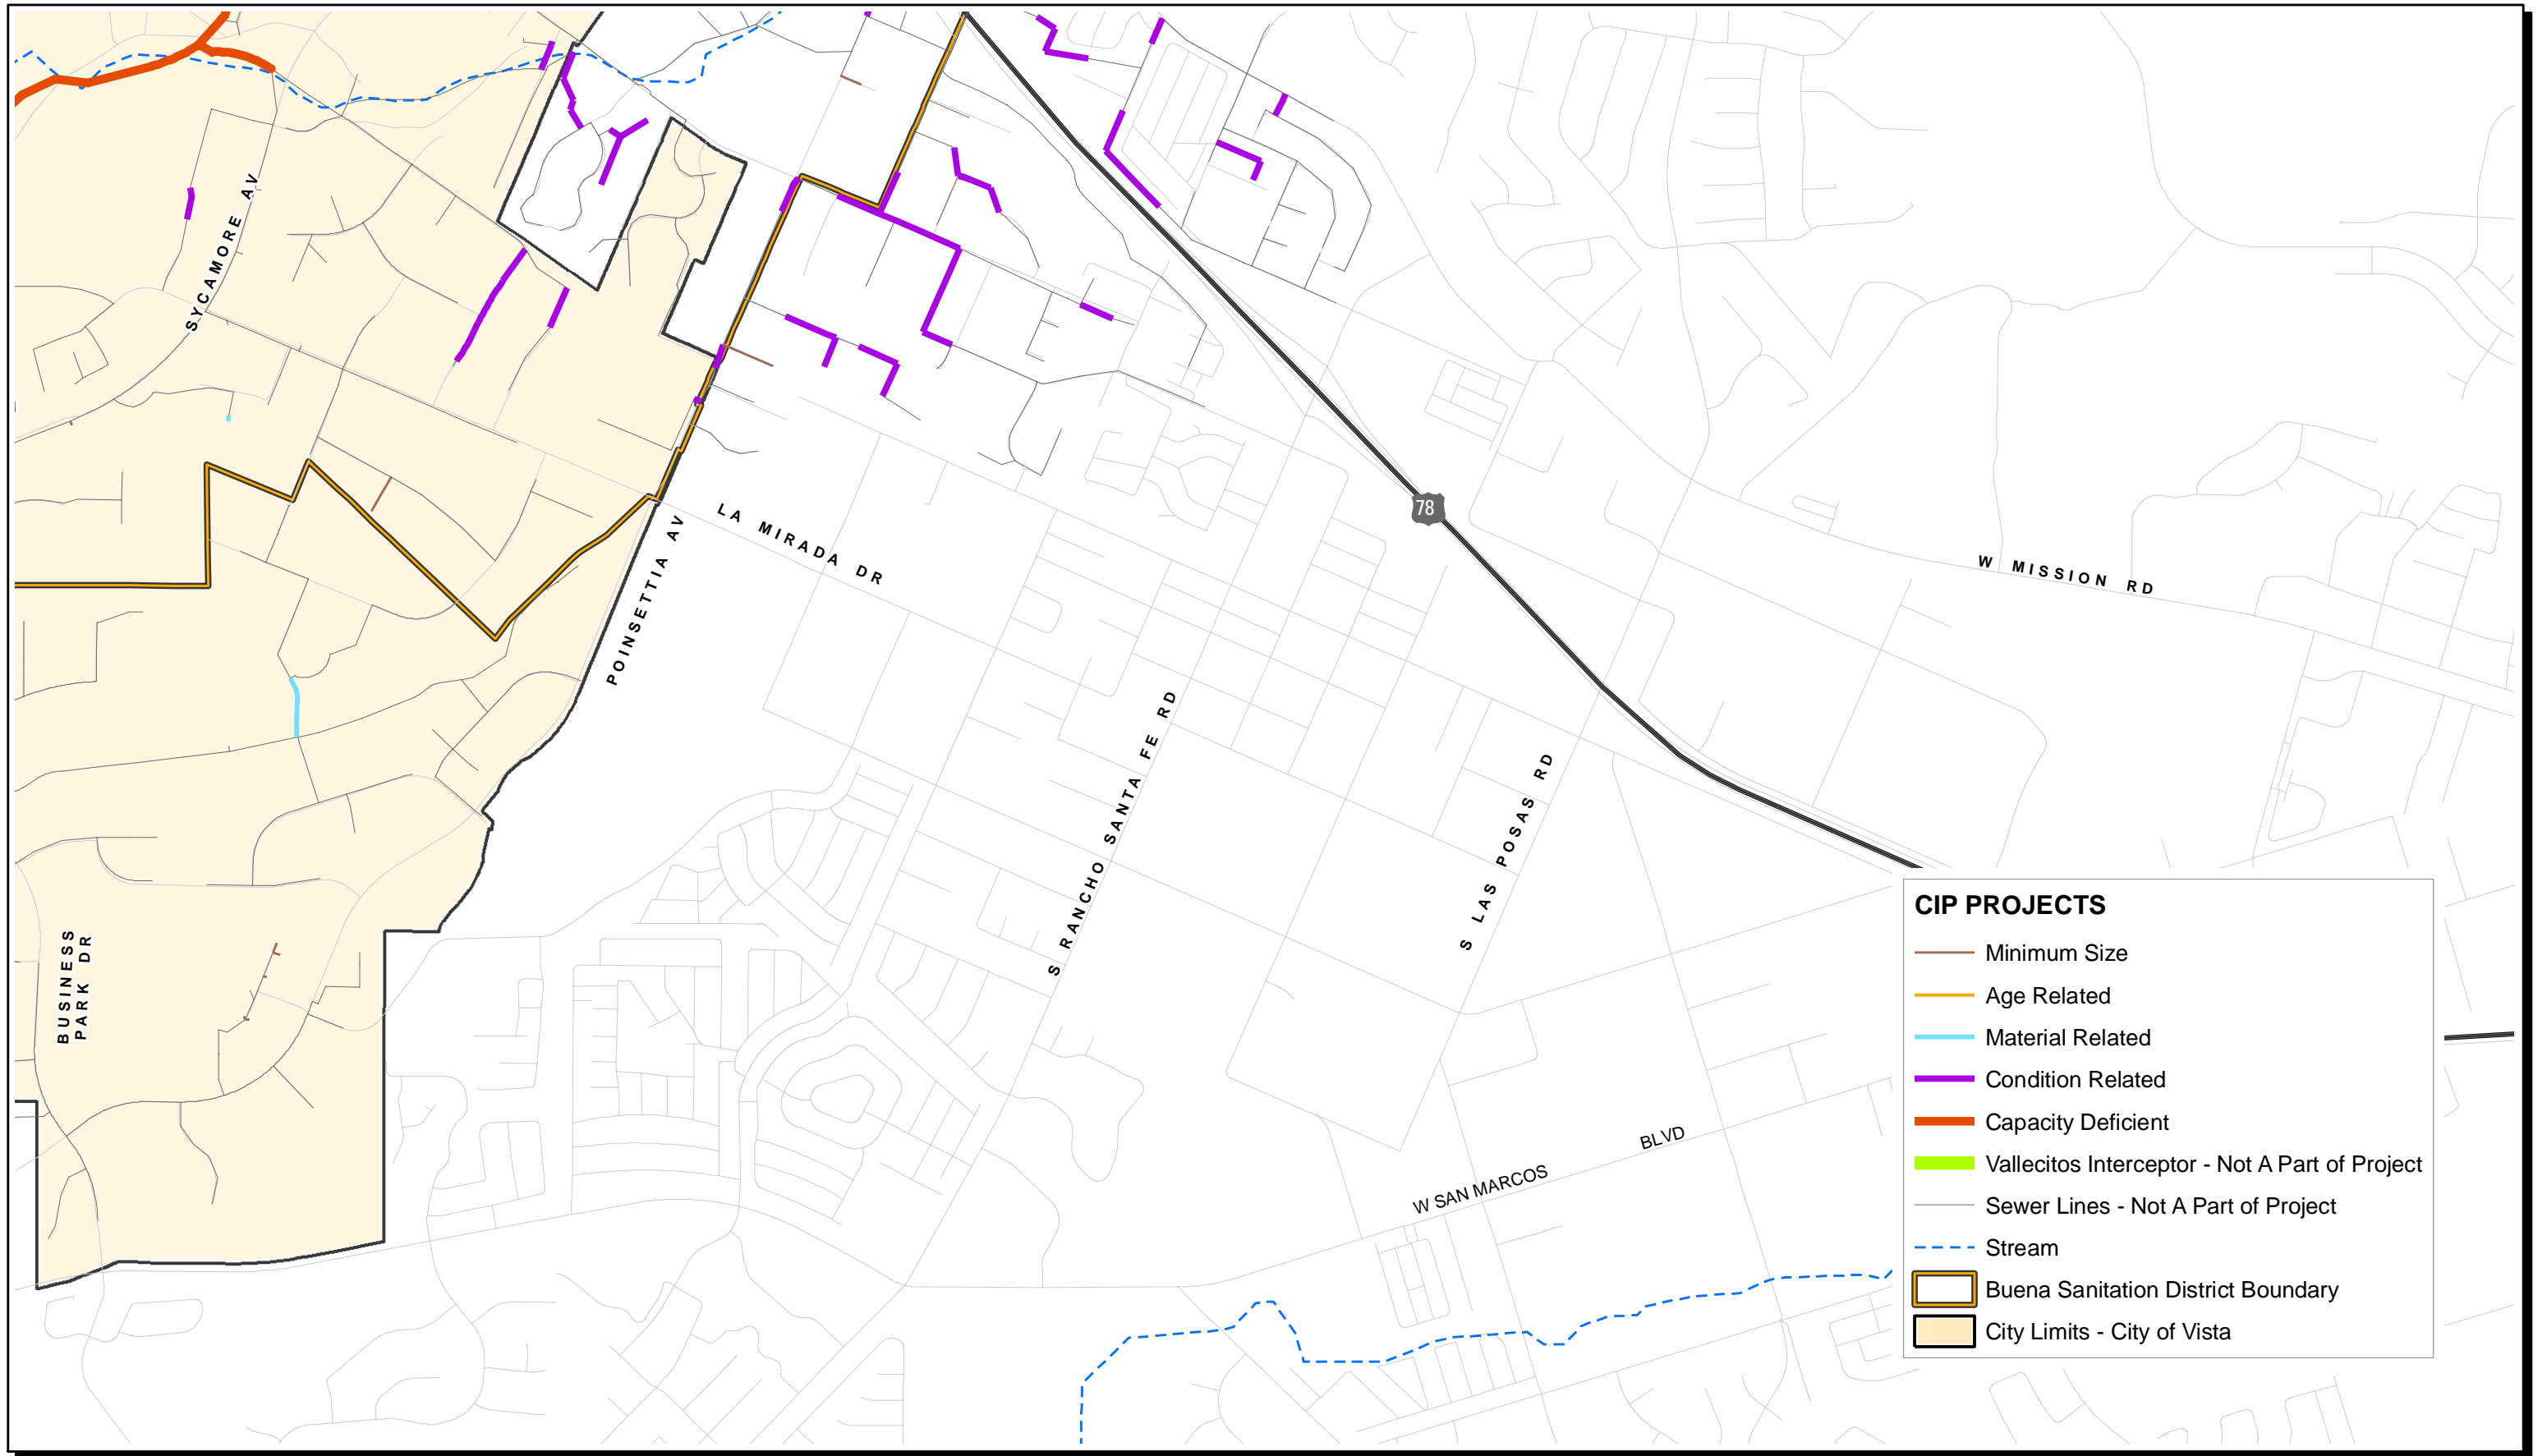 SYCAMORE AV
78
LA MIRADA DR
POINSETTIA AV
W MISSION RD
S RANCHO SANTA FE RD
S LAS POSAS RD
BUSINESS
PARK DR
W SAN MARCOS
BLVD
CIP PROJECTS
Minimum Size
Age Related
Material Related
Condition Related
Capacity Deficient
Vallecitos Interceptor - Not A Part of Project
Sewer Lines - Not A Part of Project
Stream
Buena Sanitation District Boundary
City Limits - City of Vista